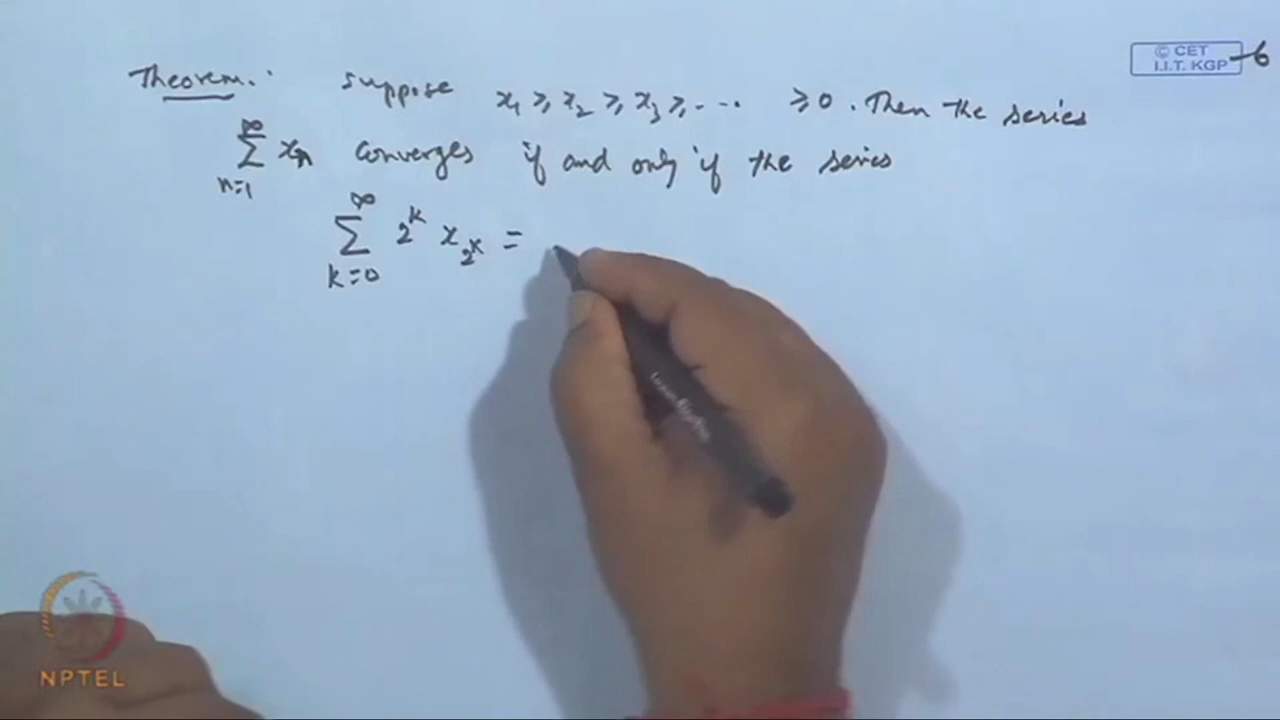 Theorem: Suppose x₁ ≥ x₂ ≥ x₃ ≥ ... ≥ 0. Then the series
∑_{n=1}^{∞} xₙ converges if and only if the series
∑_{k=0}^{∞} 2^k x_{2^k} =
© CET
I.I.T. KGP
-6
NPTEL